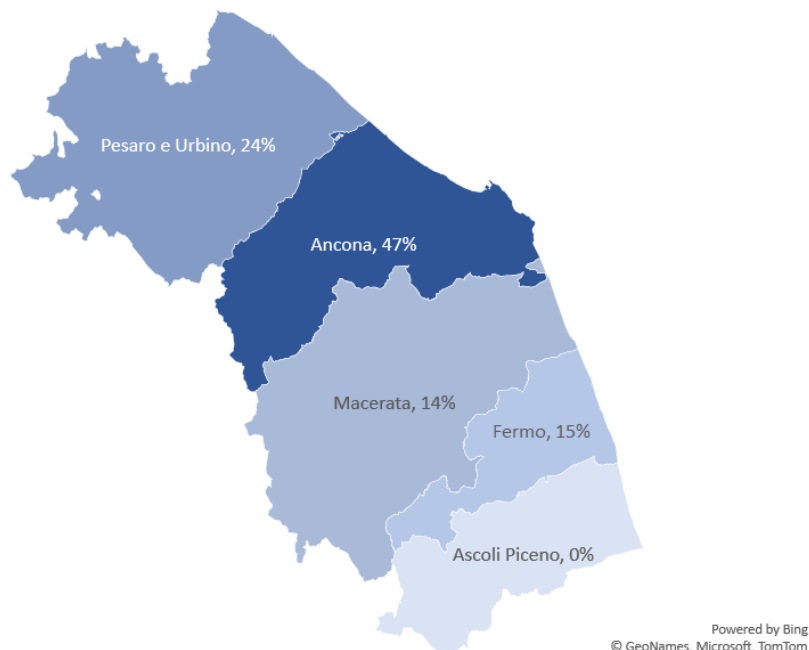 Pesaro e Urbino, 24%
Ancona, 47%
Macerata, 14%
Fermo, 15%
Ascoli Piceno, 0%
Powered by Bing
© GeoNames, Microsoft, TomTom